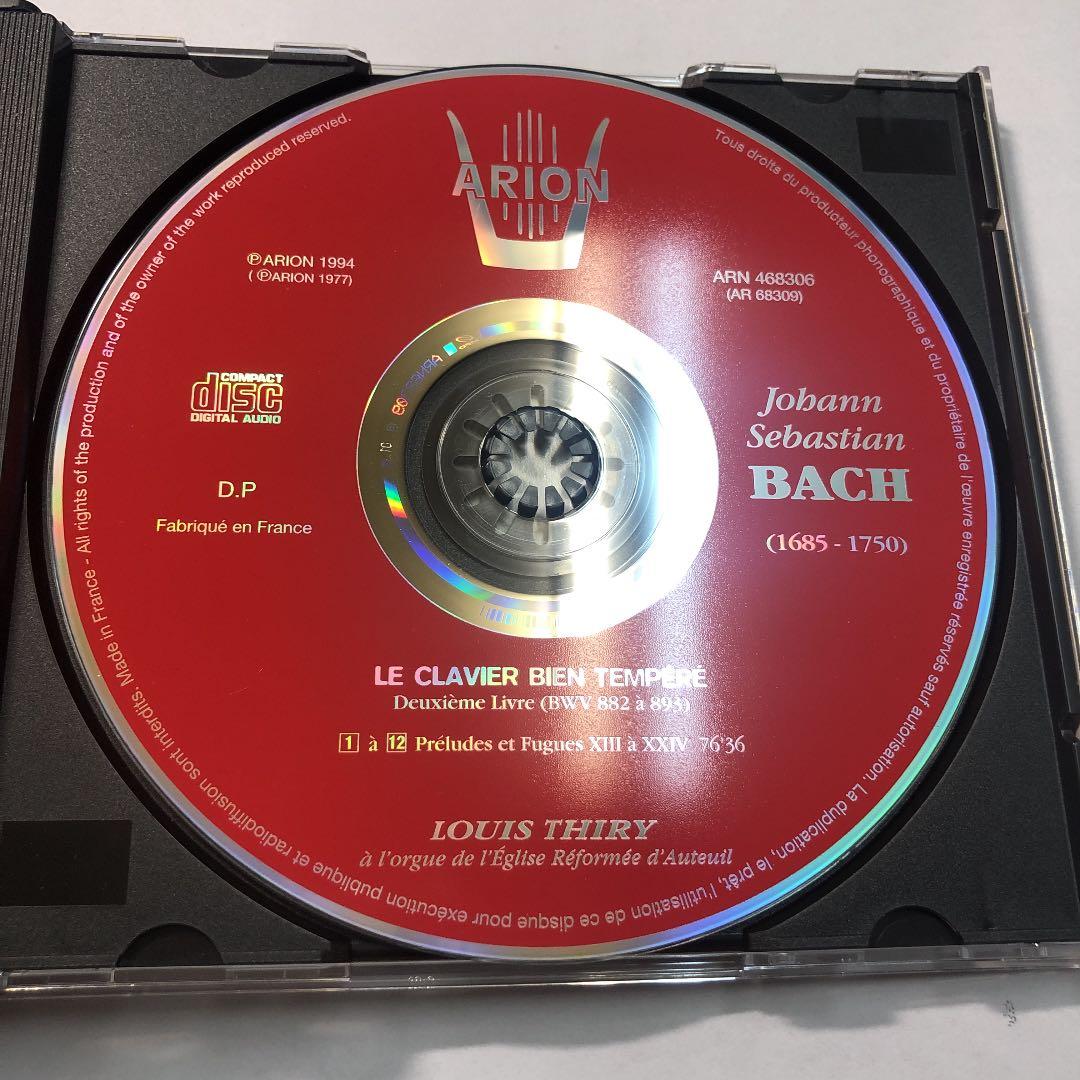 ARION
℗ARION 1994
(℗ARION 1977)
ARN 468306
(AR 68309)
COMPACT
disc
DIGITAL AUDIO
D.P
Fabriqué en France
Johann
Sebastian
BACH
(1685 - 1750)
LE CLAVIER BIEN TEMPÉRÉ
Deuxième Livre (BWV 882 à 893)
1 à 12 Préludes et Fugues XIII à XXIV 76'36
LOUIS THIRY
à l'orgue de l'Église Réformée d'Auteuil
Tous droits du producteur phonographique et du propriétaire de l'œuvre enregistrée réservés sauf autorisation. La duplication, le prêt, l'utilisation de ce disque pour exécution publique et radiodiffusion sont interdits. Made in France - All rights of the production and of the owner of the work reproduced reserved.